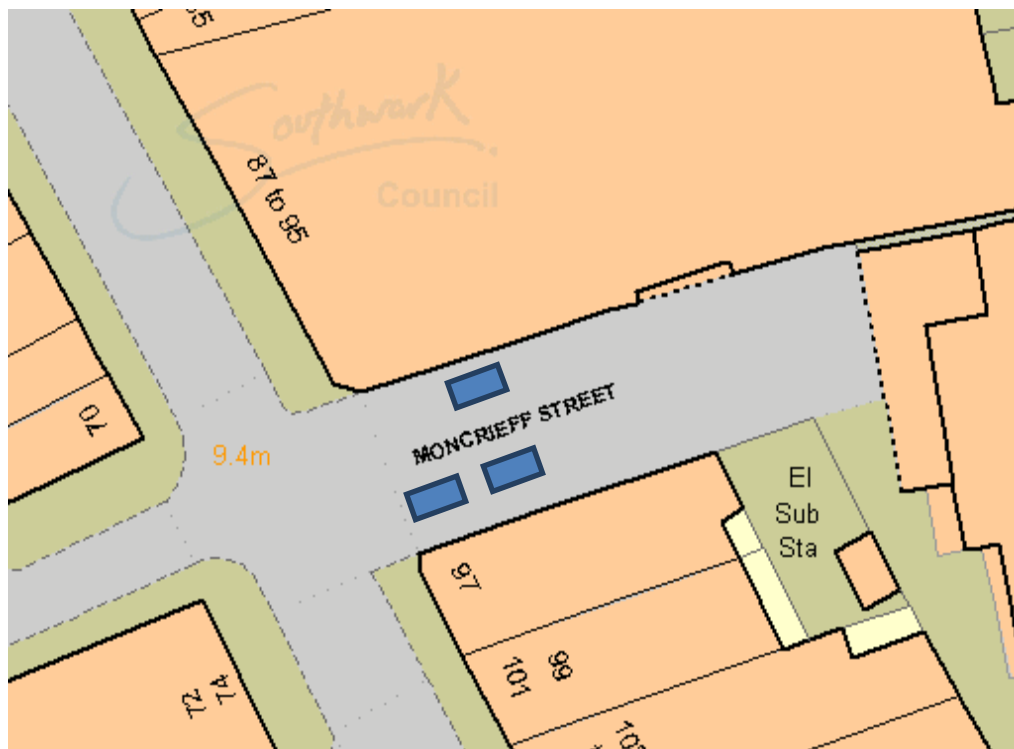 Southwark
Council
87 to 95
70
9.4m
MONCRIEFF STREET
El
Sub
Sta
97
99
101
74
72